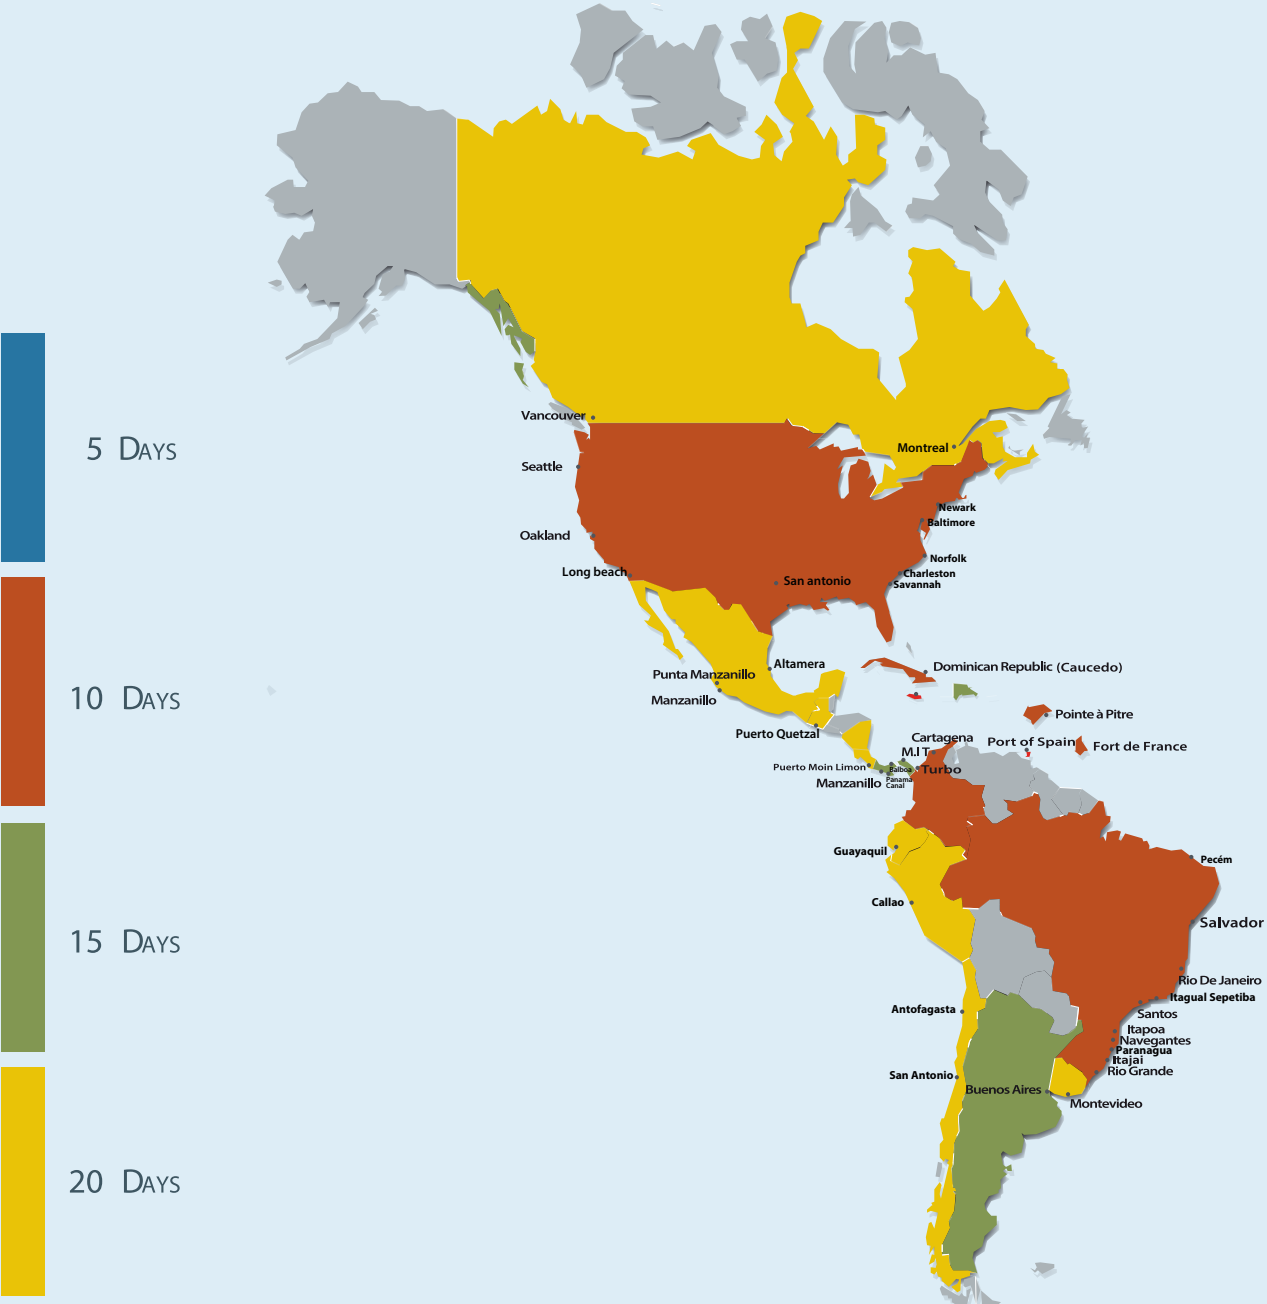 5 Days
10 Days
15 Days
20 Days
Vancouver
Montreal
Seattle
Newark
Baltimore
Oakland
Norfolk
Long beach
Charleston
San antonio
Savannah
Altamera
Dominican Republic (Caucedo)
Punta Manzanillo
Manzanillo
Pointe à Pitre
Puerto Quetzal
Cartagena
Port of Spain
Fort de France
M.I T
Puerto Moin Limon
Balboa
Turbo
Manzanillo
Panama
Canal
Guayaquil
Pecém
Callao
Salvador
Rio De Janeiro
Itagual Sepetiba
Antofagasta
Santos
Itapoa
Navegantes
Paranagua
Itajai
Rio Grande
San Antonio
Buenos Aires
Montevideo